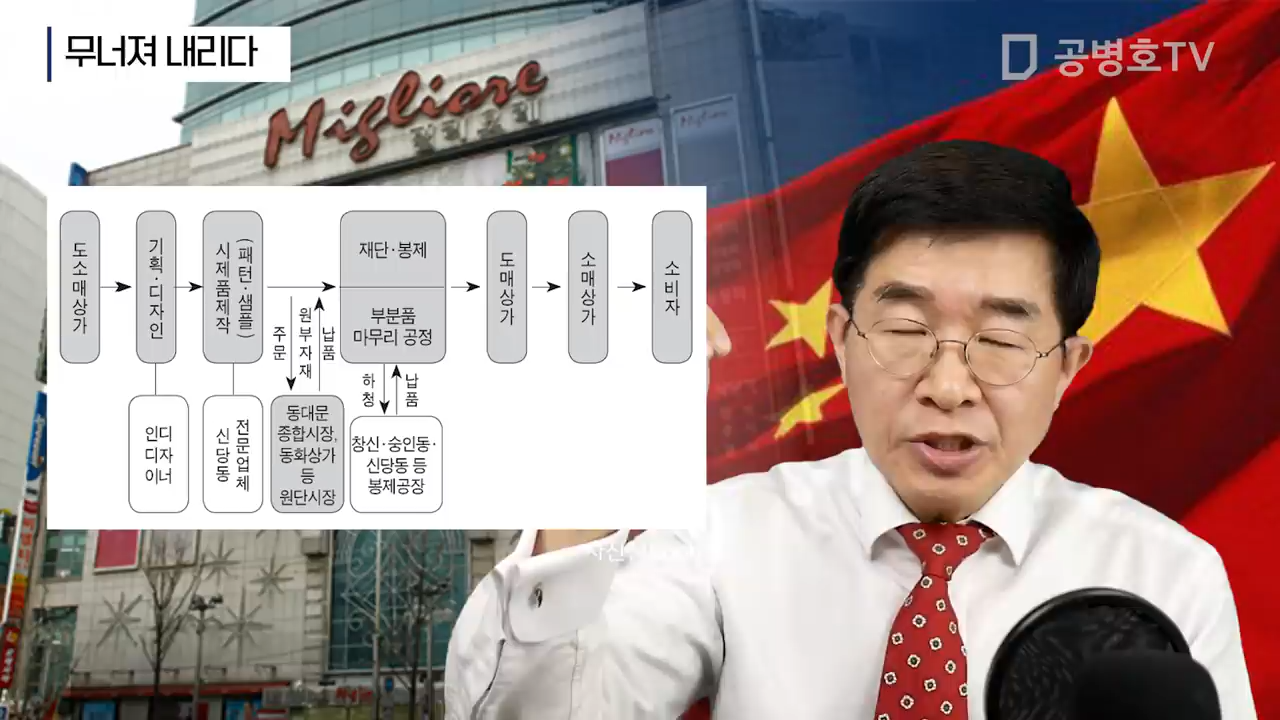 무너져 내리다
공병호TV
Migliore
밀리오레
Migliore
도소매상가
기획·디자인
시제품제작
(패턴·샘플)
재단·봉제
부분품
마무리 공정
도매상가
소매상가
소비자
주문
원부자재
납품
하청
납품
인디
디자
이너
신당동
전문업체
동대문
종합시장,
동화상가
등
원단시장
창신·숭인동·
신당동 등
봉제공장
Migliore